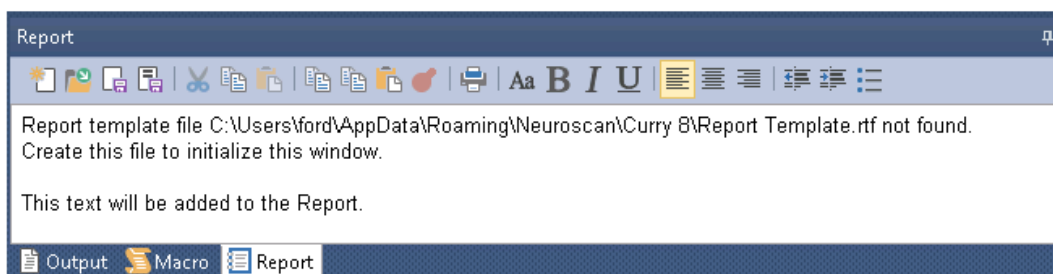 Report
Aa B I U
Report template file C:\Users\ford\AppData\Roaming\Neuroscan\Curry 8\Report Template.rtf not found.
Create this file to initialize this window.
This text will be added to the Report.
Output Macro Report